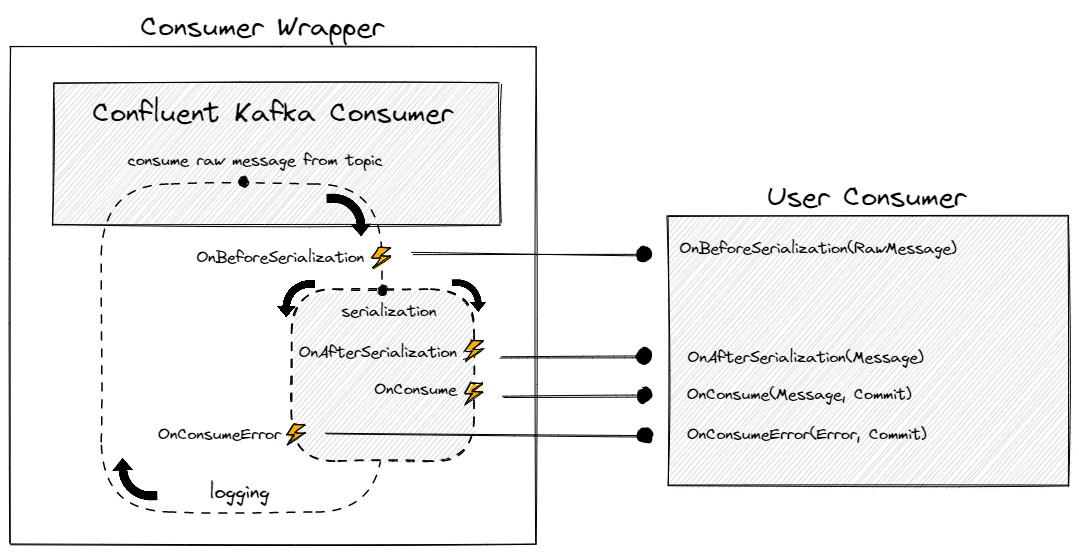 Consumer Wrapper
Confluent Kafka Consumer
consume raw message from topic
OnBeforeSerialization
serialization
OnAfterSerialization
OnConsume
OnConsumeError
logging
User Consumer
OnBeforeSerialization(RawMessage)
OnAfterSerialization(Message)
OnConsume(Message, Commit)
OnConsumeError(Error, Commit)